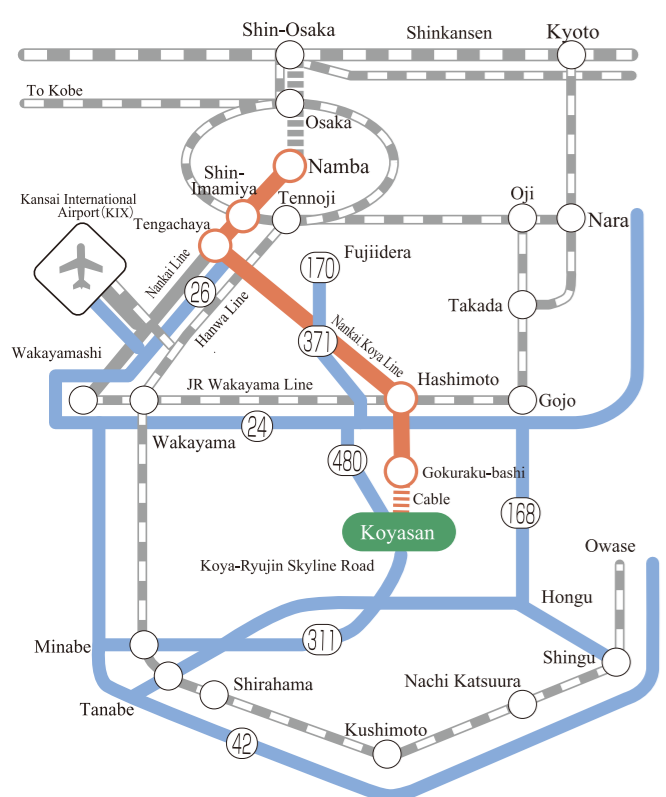 Shin-Osaka
Shinkansen
Kyoto
To Kobe
Osaka
Namba
Shin-
Imamiya
Tennoji
Oji
Kansai International
Airport(KIX)
Tengachaya
Nara
Nankai Line
26
Hanwa Line
Fujiidera
170
Takada
371
Nankai Koya Line
Wakayamashi
JR Wakayama Line
Hashimoto
Gojo
Wakayama
24
480
Gokuraku-bashi
Cable
168
Koyasan
Owase
Koya-Ryujin Skyline Road
Hongu
Minabe
311
Shingu
Shirahama
Nachi Katsuura
Tanabe
Kushimoto
42